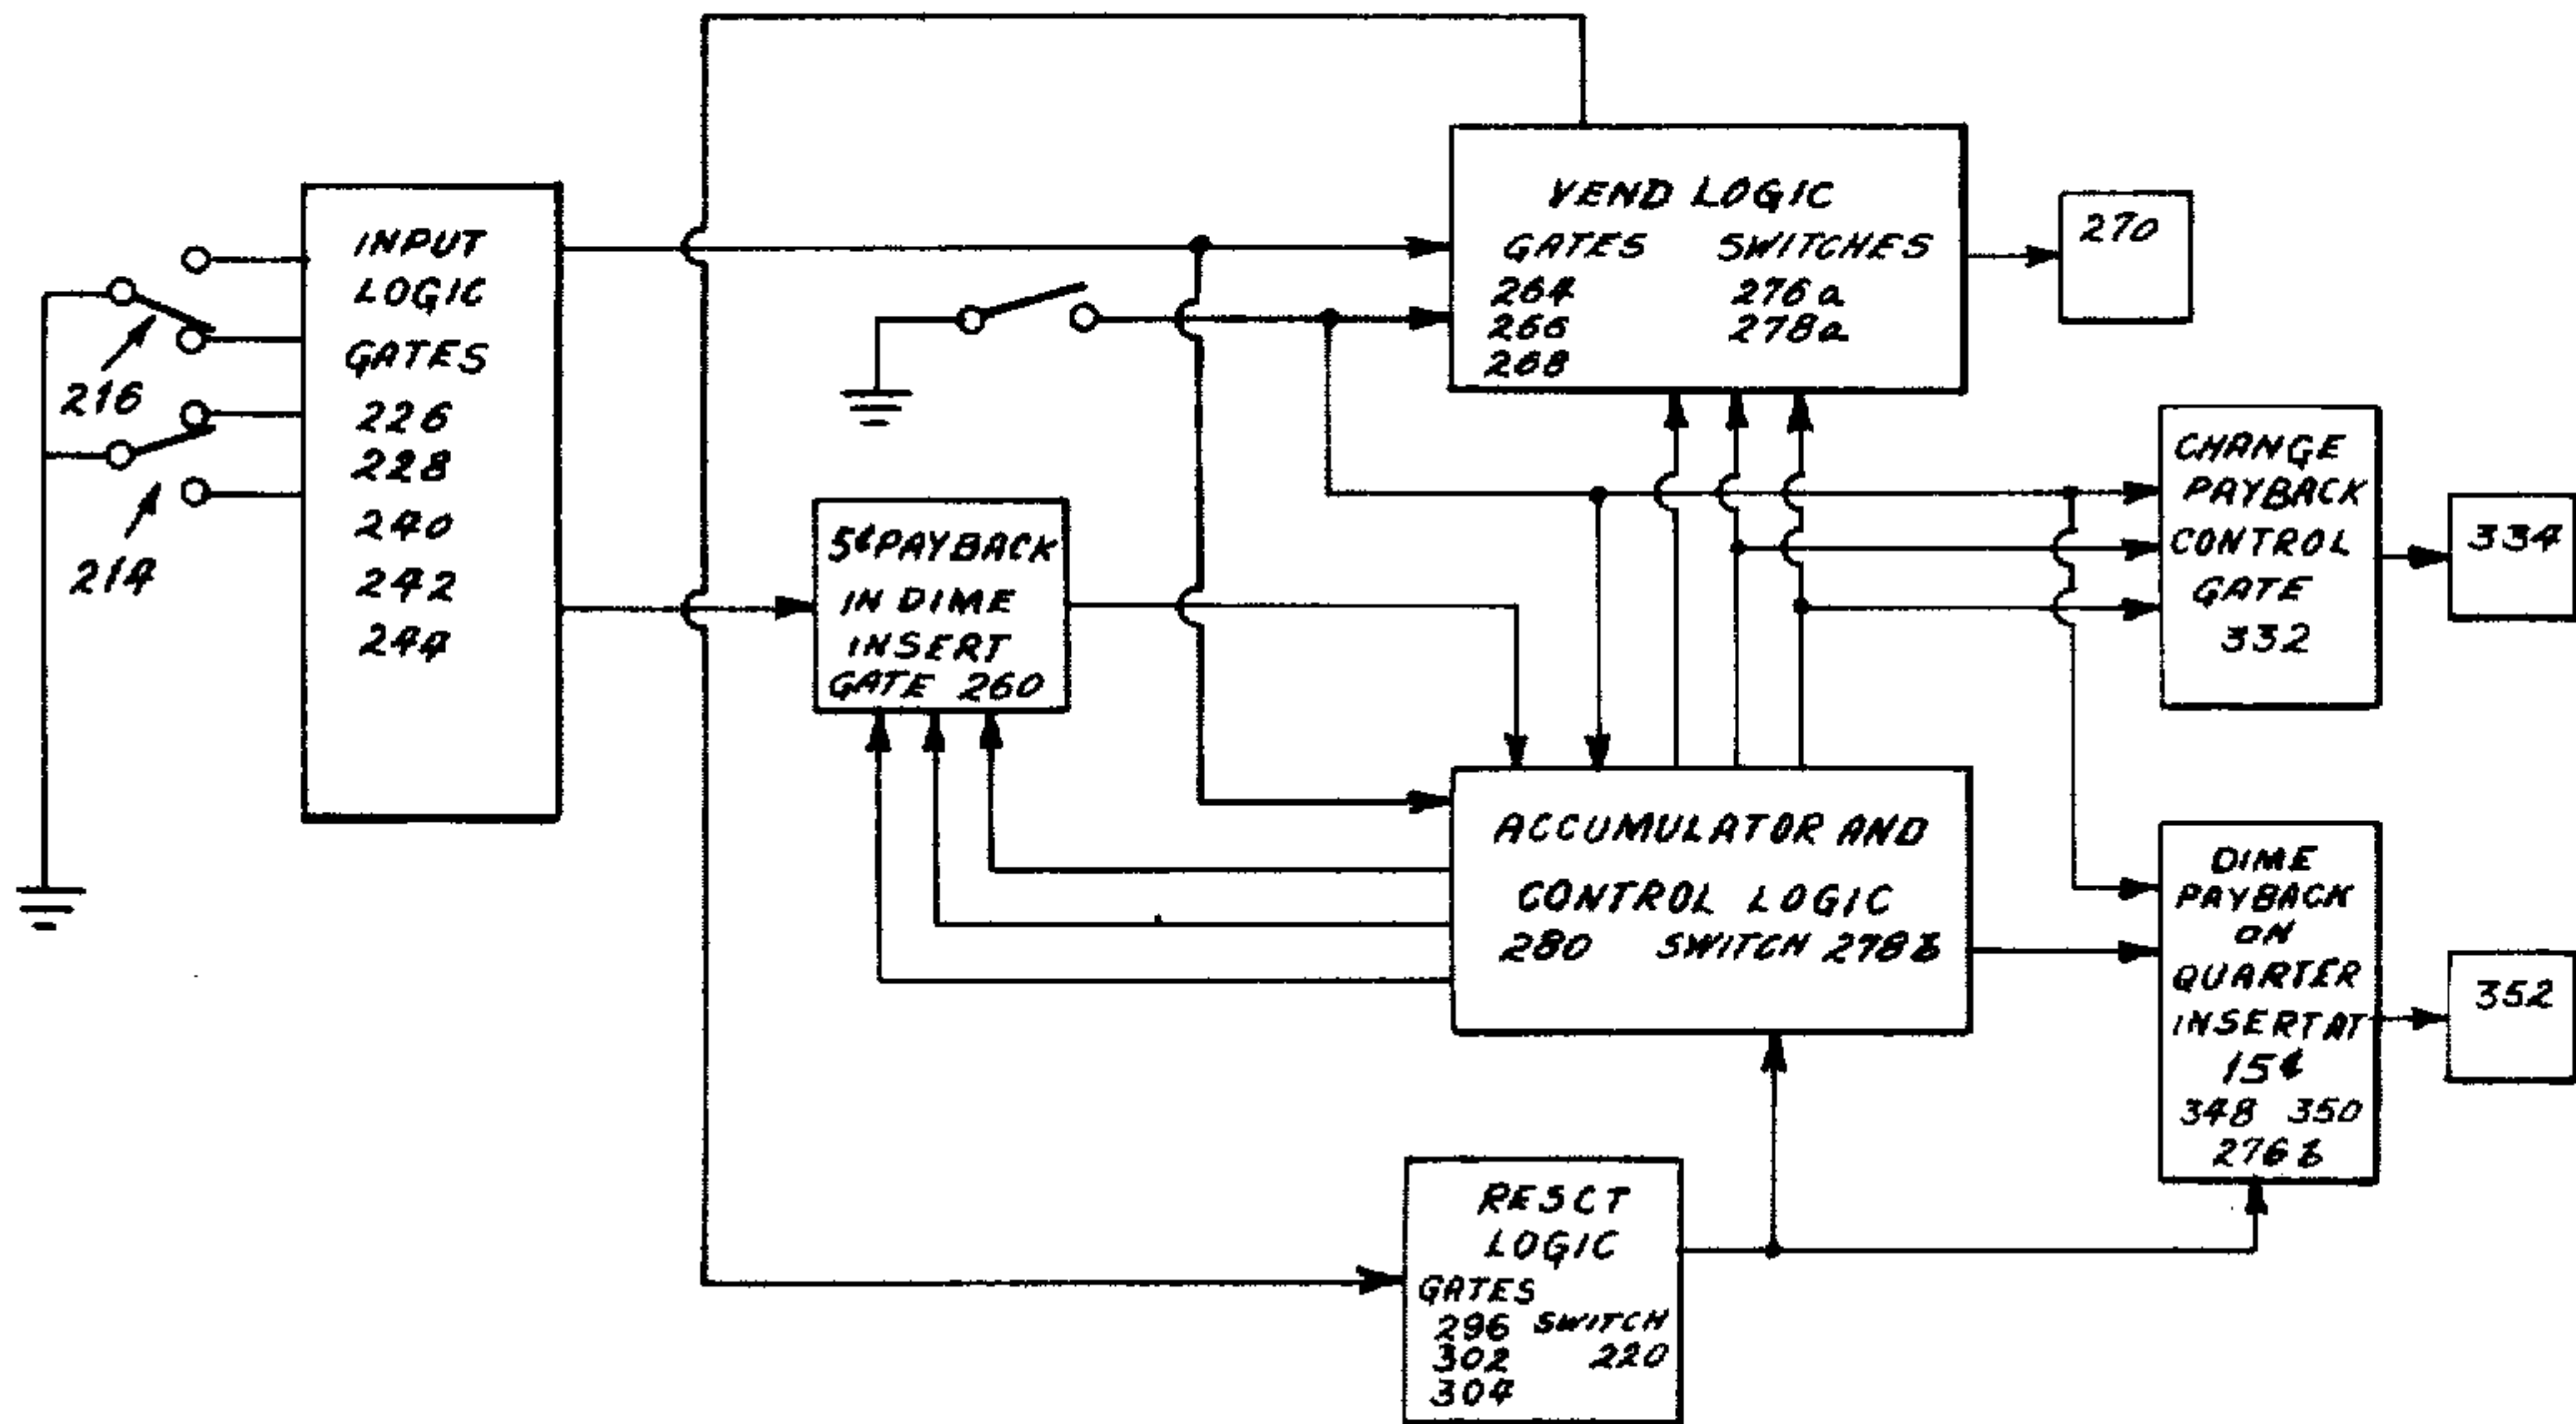 216
214
INPUT
LOGIC
GATES
226
228
240
242
244
5¢ PAYBACK
IN DIME
INSERT
GATE 260
VEND LOGIC
GATES SWITCHES
264 276a
266 278a
268
270
CHANGE
PAYBACK
CONTROL
GATE
332
334
ACCUMULATOR AND
CONTROL LOGIC
280 SWITCH 278b
DIME
PAYBACK
ON
QUARTER
INSERT AT
15¢
348 350
276b
352
RESCT
LOGIC
GATES
296 SWITCH
302 220
304